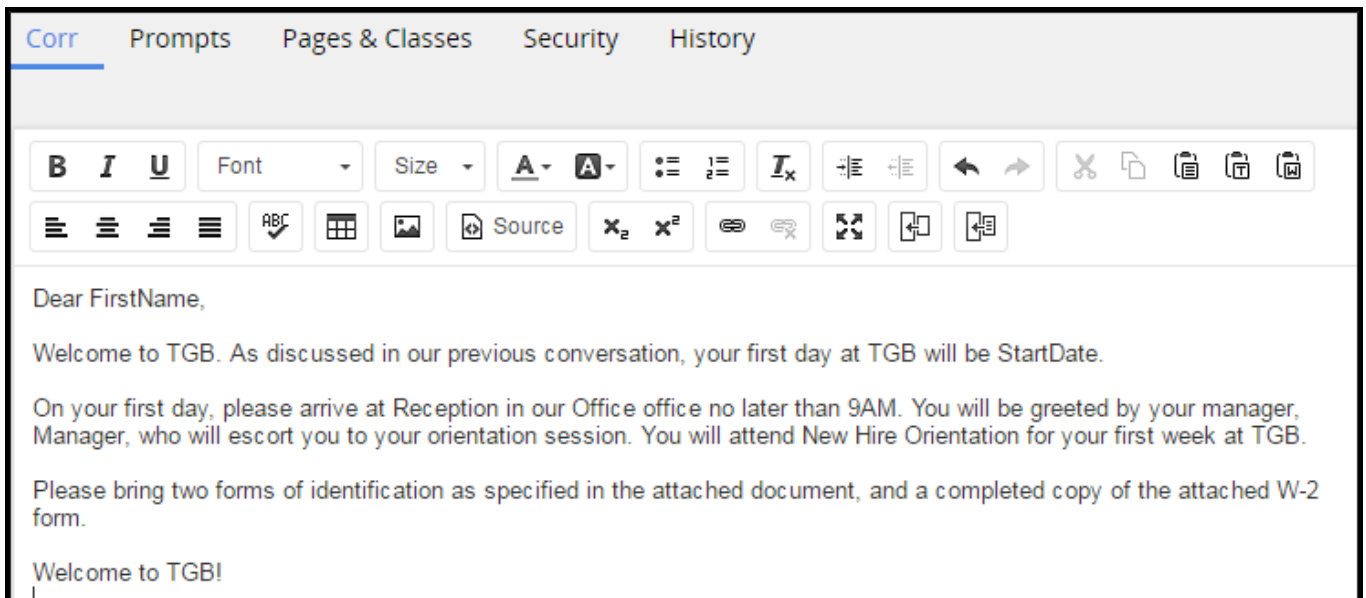 Corr Prompts Pages & Classes Security History
B I U Font Size A A Ix
ABC Source x₂ x²
Dear FirstName,
Welcome to TGB. As discussed in our previous conversation, your first day at TGB will be StartDate.
On your first day, please arrive at Reception in our Office office no later than 9AM. You will be greeted by your manager,
Manager, who will escort you to your orientation session. You will attend New Hire Orientation for your first week at TGB.
Please bring two forms of identification as specified in the attached document, and a completed copy of the attached W-2
form.
Welcome to TGB!